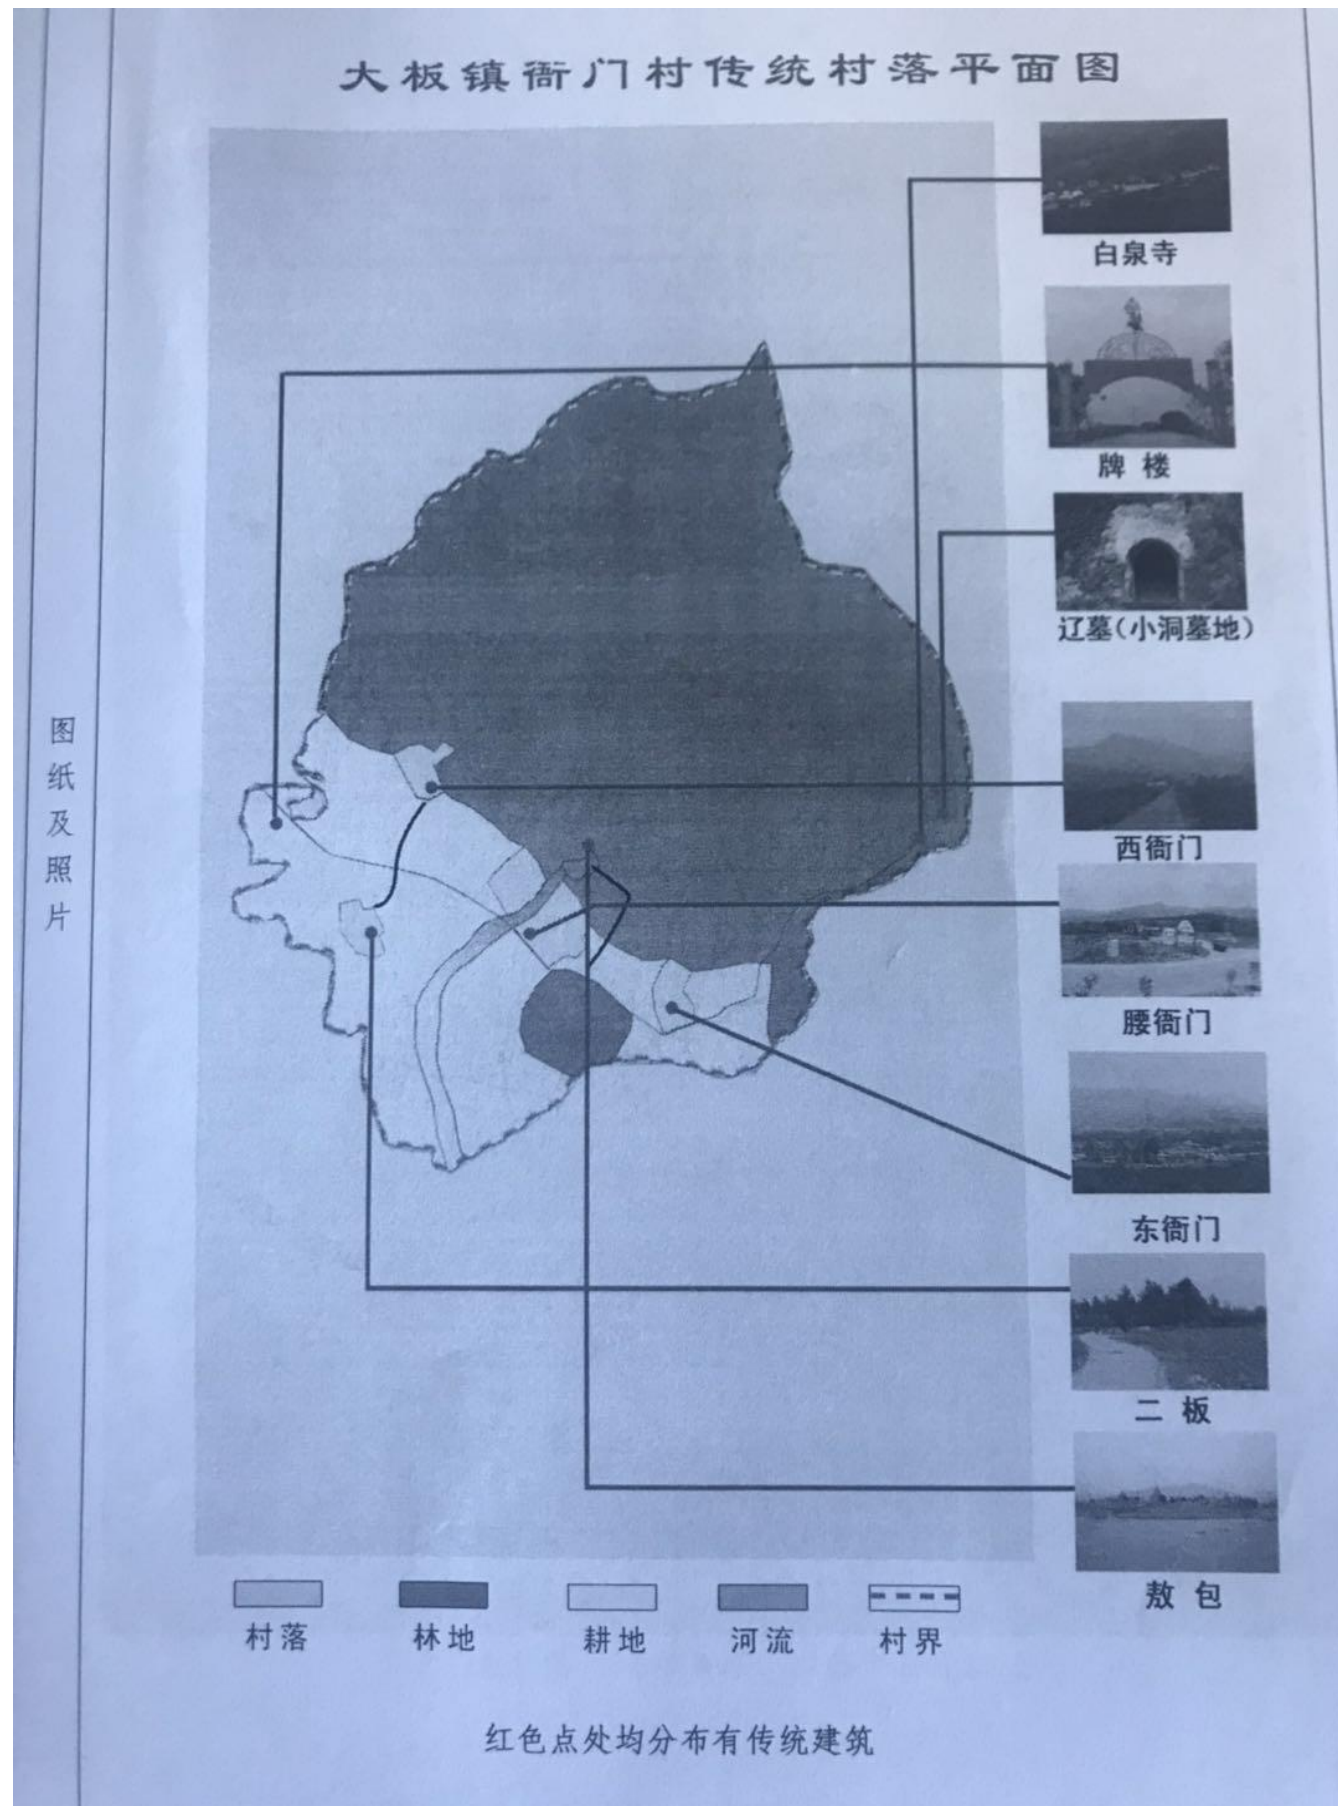 大板镇衙门村传统村落平面图
白泉寺
牌楼
辽墓(小洞墓地)
西衙门
腰衙门
东衙门
二板
敖包
图纸及照片
村落 林地 耕地 河流 村界
红色点处均分布有传统建筑